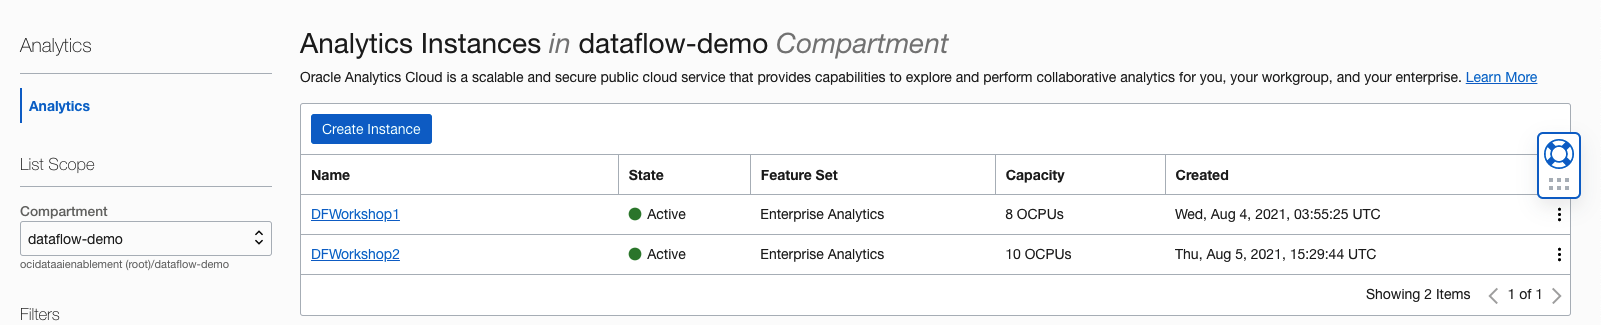 Analytics
Analytics
List Scope
Compartment
dataflow-demo
ocidataaienablement (root)/dataflow-demo
Filters
Analytics Instances in dataflow-demo Compartment
Oracle Analytics Cloud is a scalable and secure public cloud service that provides capabilities to explore and perform collaborative analytics for you, your workgroup, and your enterprise. Learn More
Create Instance
Name State Feature Set Capacity Created
DFWorkshop1 Active Enterprise Analytics 8 OCPUs Wed, Aug 4, 2021, 03:55:25 UTC
DFWorkshop2 Active Enterprise Analytics 10 OCPUs Thu, Aug 5, 2021, 15:29:44 UTC
Showing 2 Items 1 of 1